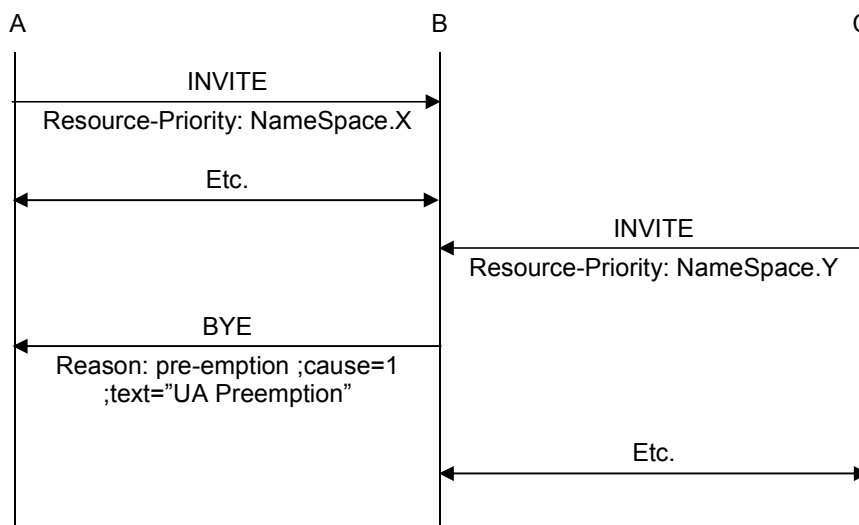 A B C
INVITE
Resource-Priority: NameSpace.X
Etc.
INVITE
Resource-Priority: NameSpace.Y
BYE
Reason: pre-emption ;cause=1
;text=”UA Preemption”
Etc.